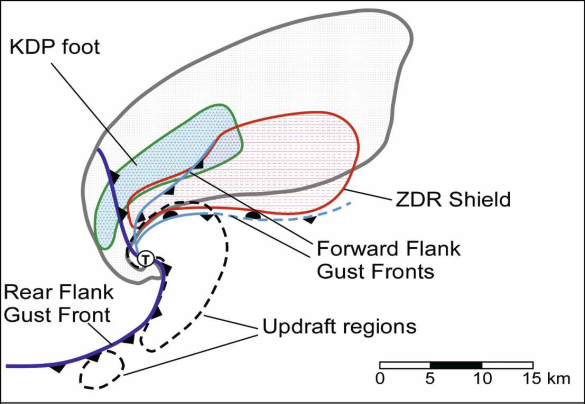 KDP foot
ZDR Shield
Forward Flank
Gust Fronts
T
Rear Flank
Gust Front
Updraft regions
0 5 10 15 km